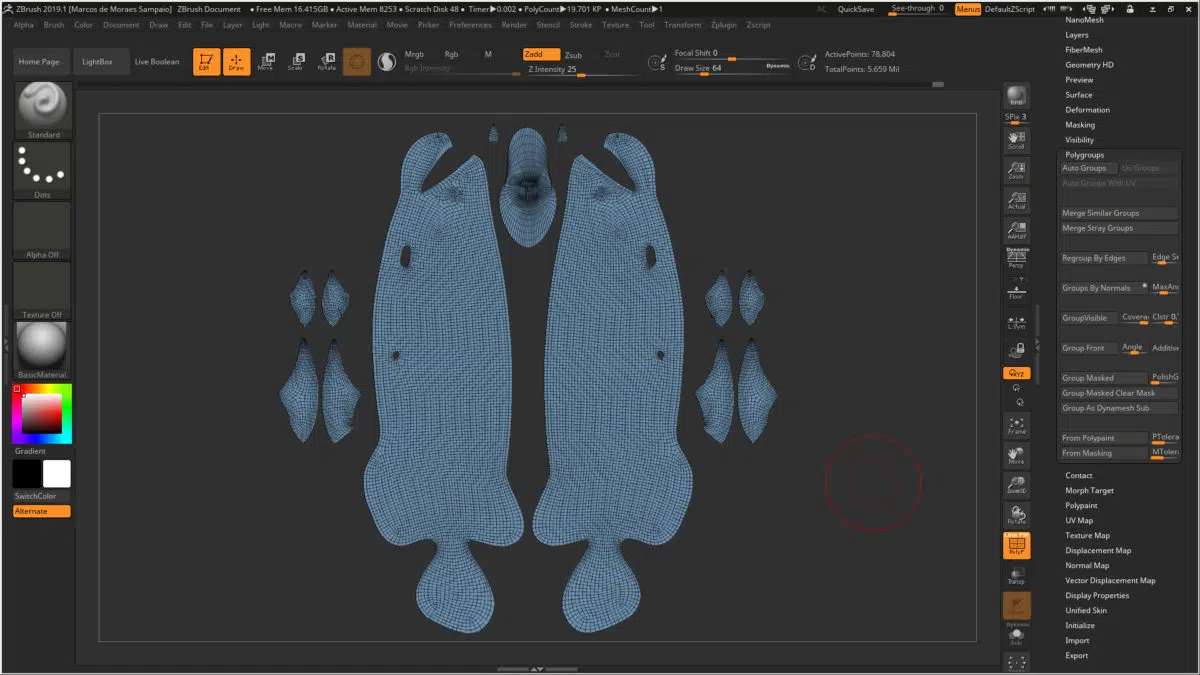 ZBrush 2019.1 [Marcos de Moraes Sampaio] ZBrush Document • Free Mem 16.415GB • Active Mem 8253 • Scratch Disk 48 • Timer▶0.002 • PolyCount▶19.701 KP • MeshCount▶1 AC QuickSave See-through 0 Menus DefaultZScript
Alpha Brush Color Document Draw Edit File Layer Light Macro Marker Material Movie Picker Preferences Render Stencil Stroke Texture Tool Transform Zplugin Zscript
Home Page LightBox Live Boolean Edit Draw Move Scale Rotate
Mrgb Rgb M
Rgb Intensity
Zadd Zsub Zcut
Z Intensity 25
S
Focal Shift 0
Draw Size 64 Dynamic
D
ActivePoints: 78,804
TotalPoints: 5.659 Mil
Standard
Dots
Alpha Off
Texture Off
BasicMaterial
Gradient
SwitchColor
Alternate
BPR
SPix 3
Scroll
Zoom
Actual
AAHalf
Dynamic
Persp
Floor
L.Sym
XYZ
Frame
Move
Zoom3D
Rotate
Line Fill
PolyF
Transp
Dynamic
Solo
NanoMesh
Layers
FiberMesh
Geometry HD
Preview
Surface
Deformation
Masking
Visibility
Polygroups
Auto Groups Uv Groups
Auto Groups With UV
Merge Similar Groups
Merge Stray Groups
Regroup By Edges Edge Se
Groups By Normals MaxAn
GroupVisible Covera Clstr 0.
Group Front Angle Additive
Group Masked PolishG
Group Masked Clear Mask
Group As Dynamesh Sub
From Polypaint PTolera
From Masking MTolera
Contact
Morph Target
Polypaint
UV Map
Texture Map
Displacement Map
Normal Map
Vector Displacement Map
Display Properties
Unified Skin
Initialize
Import
Export